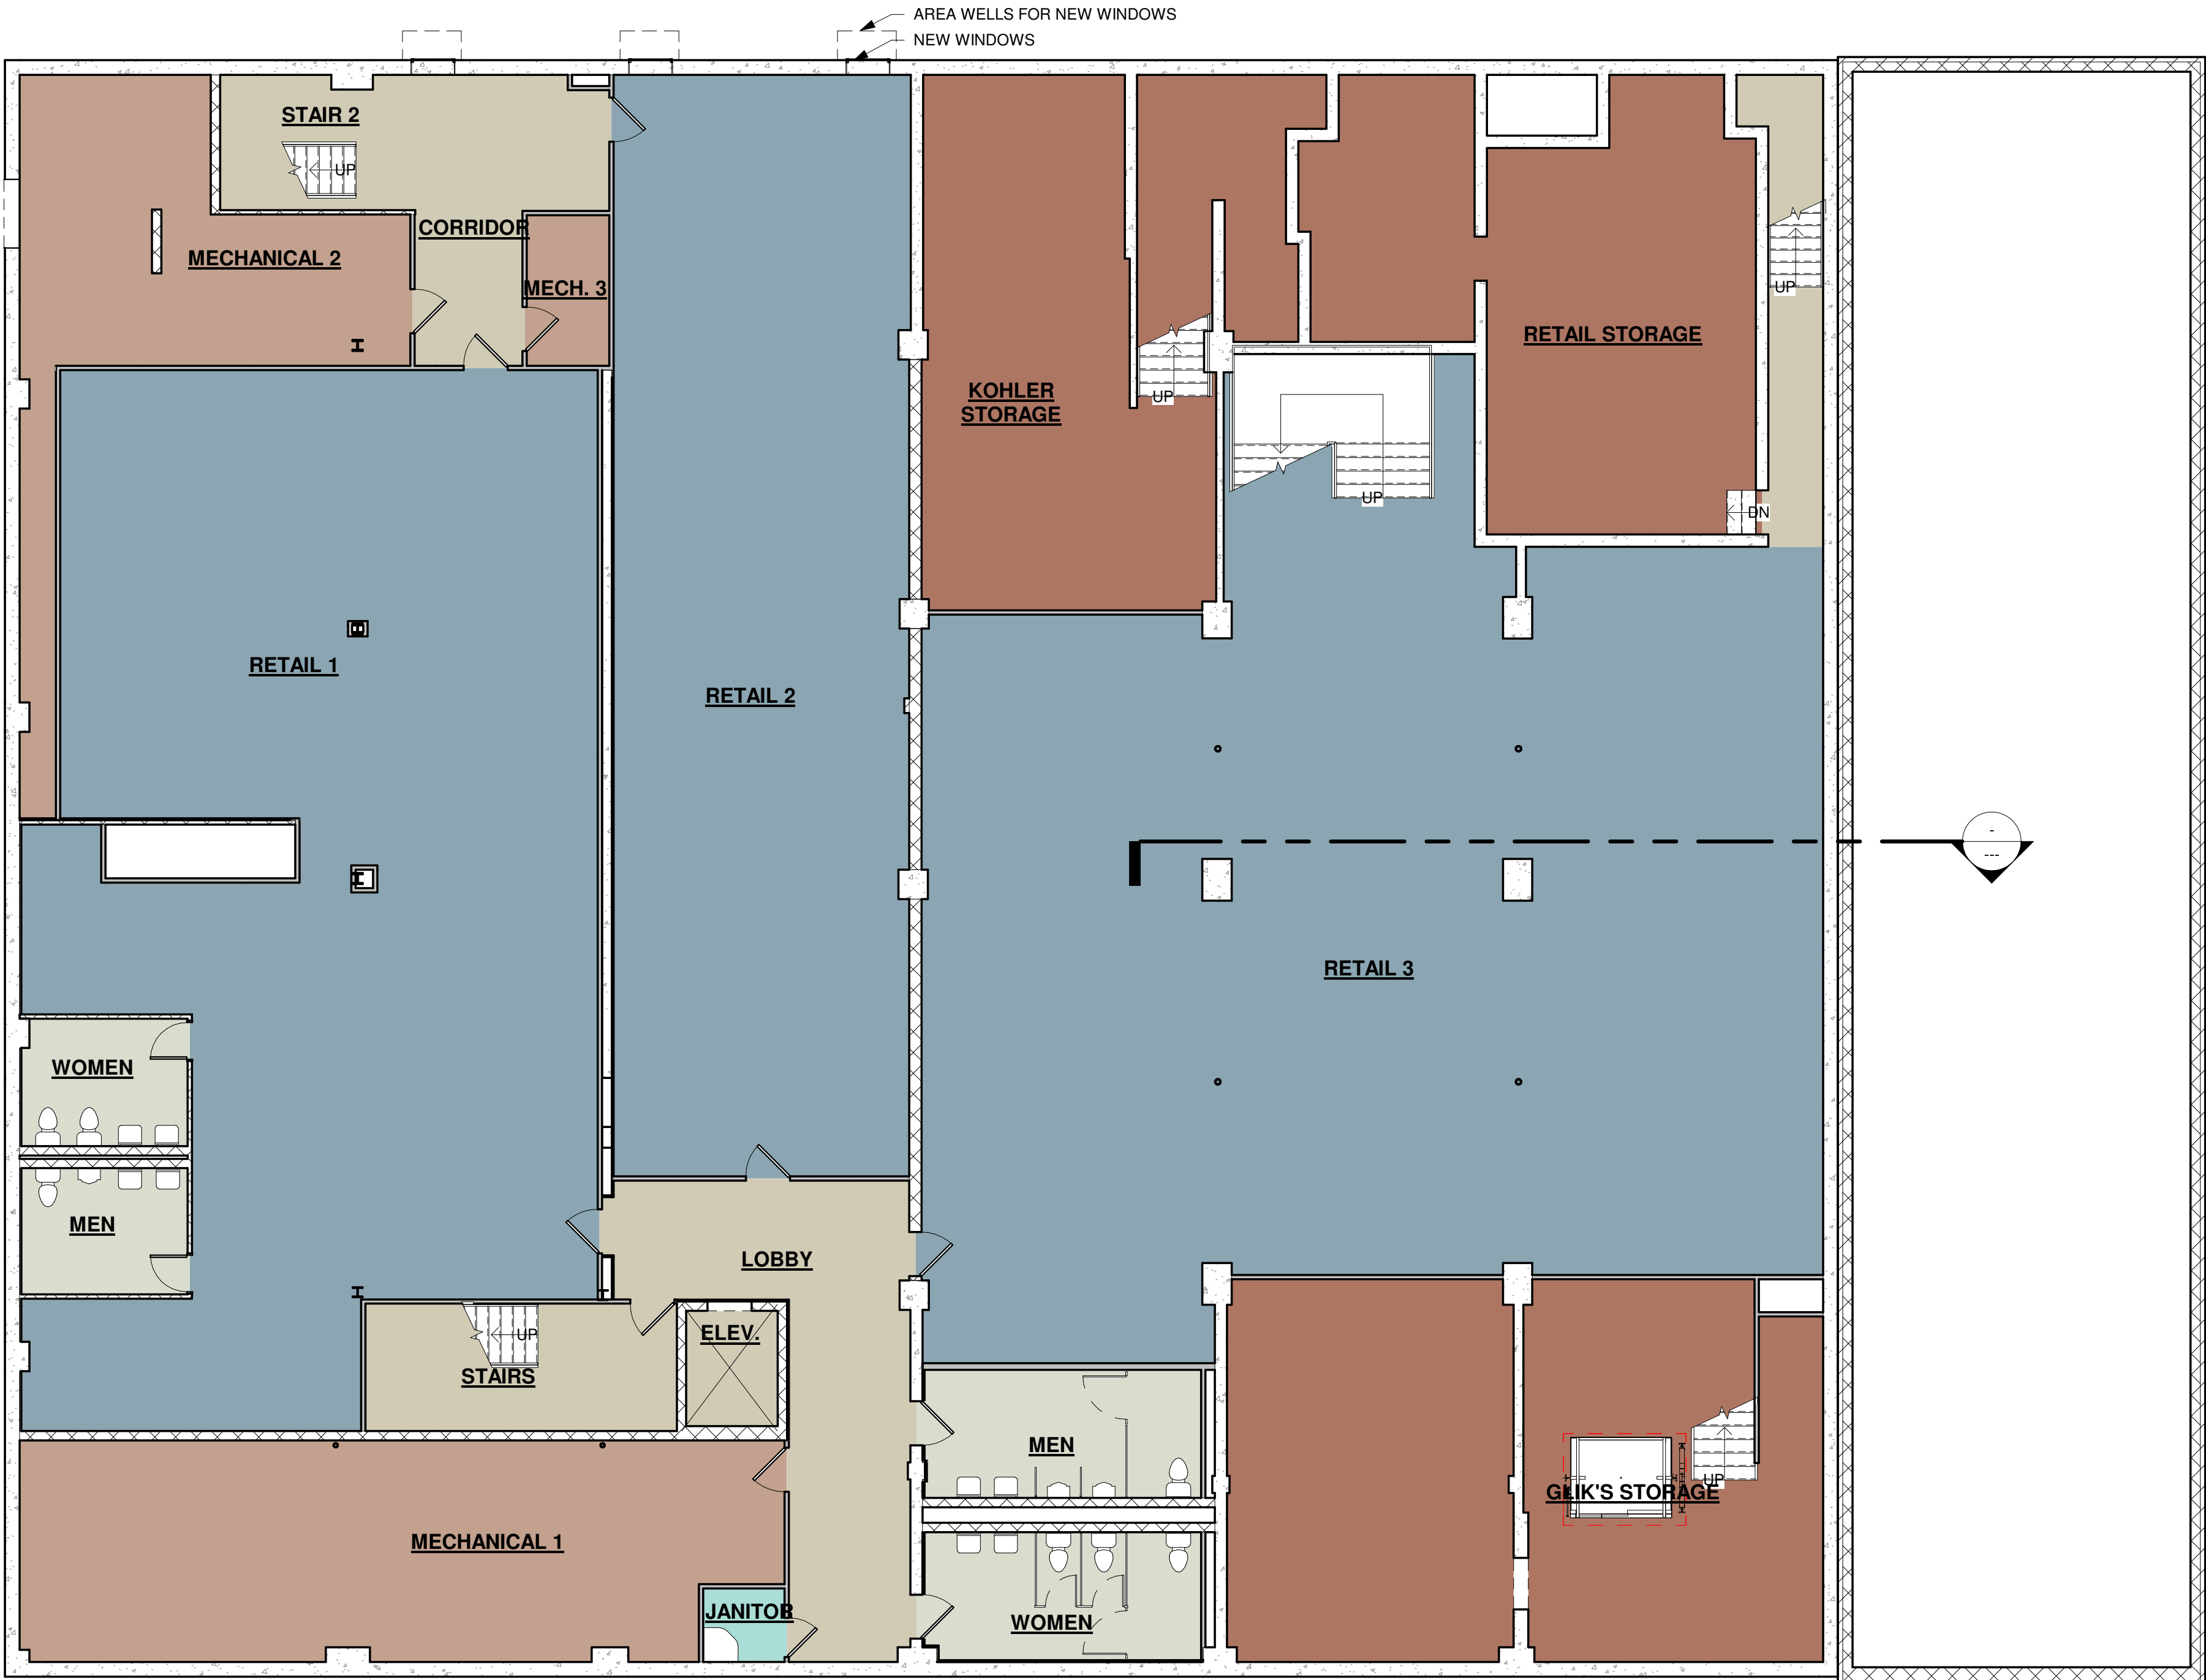 AREA WELLS FOR NEW WINDOWS
NEW WINDOWS
STAIR 2
UP
CORRIDOR
MECHANICAL 2
MECH. 3
UP
RETAIL STORAGE
KOHLER
STORAGE
UP
UP
DN
RETAIL 1
RETAIL 2
-
---
RETAIL 3
WOMEN
MEN
LOBBY
ELEV.
UP
STAIRS
MEN
UP
GLIK'S STORAGE
MECHANICAL 1
JANITOR
WOMEN